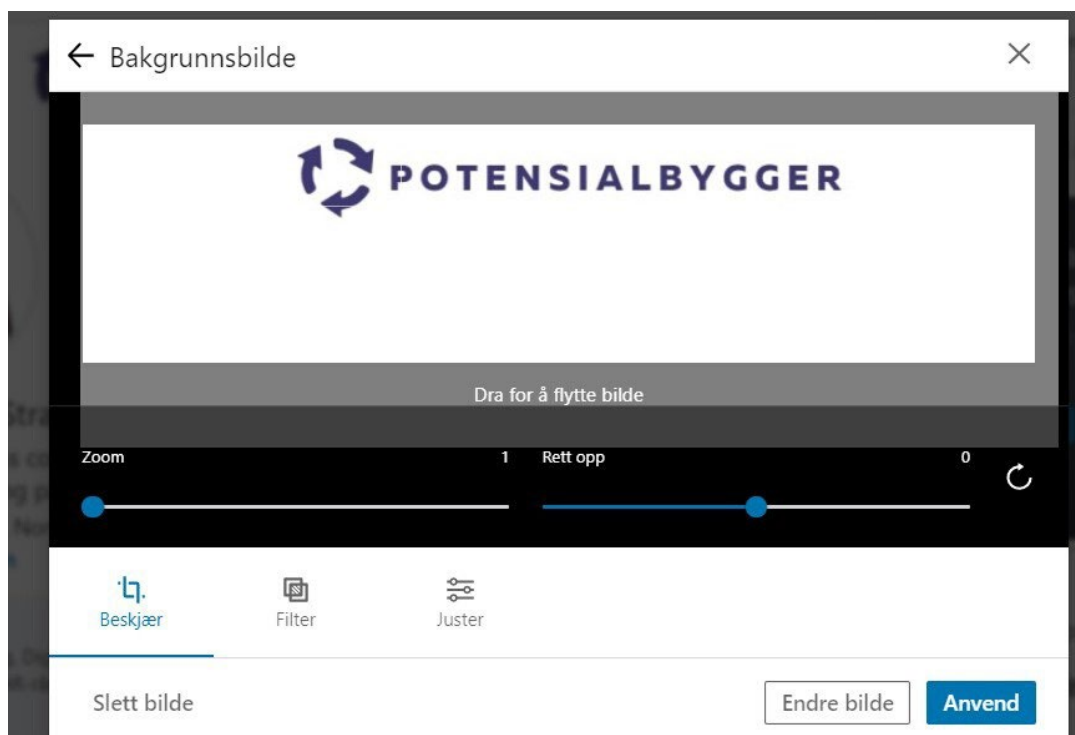 Bakgrunnsbilde
POTENSIALBYGGER
Dra for å flytte bilde
Zoom 1 Rett opp 0
Beskjær Filter Juster
Slett bilde Endre bilde Anvend